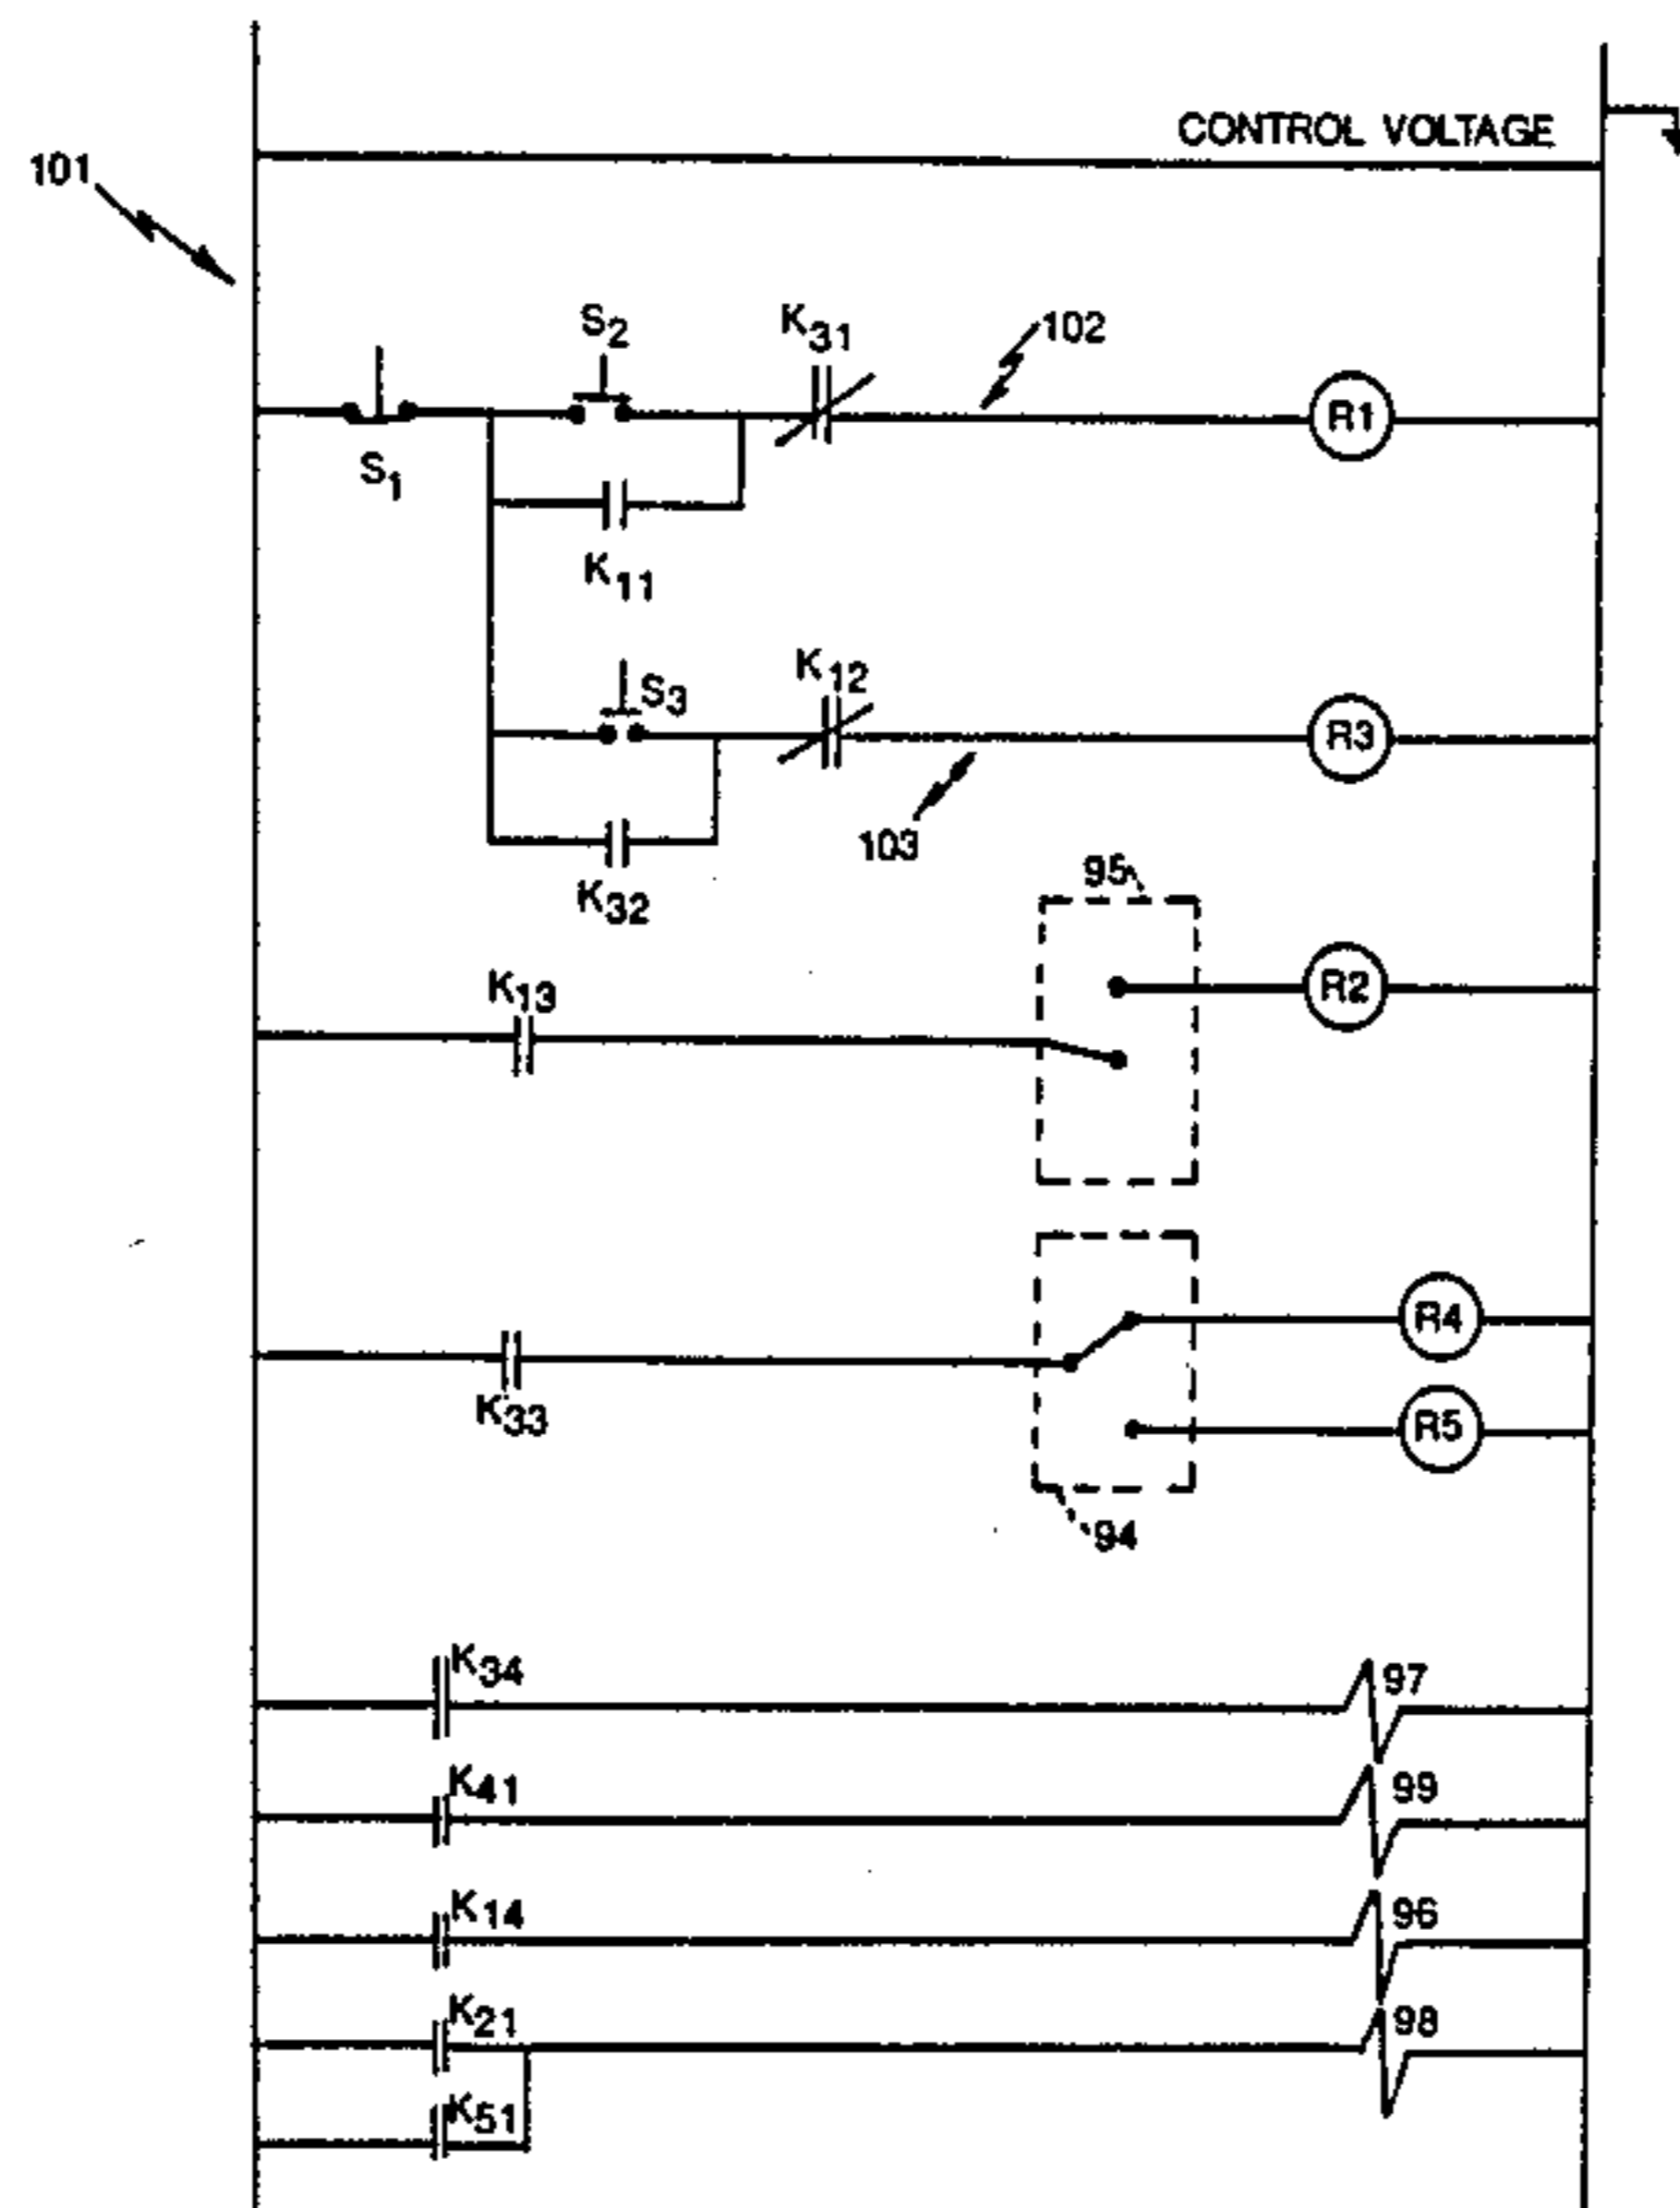 CONTROL VOLTAGE
101
S2
K31
102
R1
S1
K11
S3
K12
R3
103
K32
95
K13
R2
R4
K33
R5
94
K34
97
K41
99
K14
96
K21
98
K51